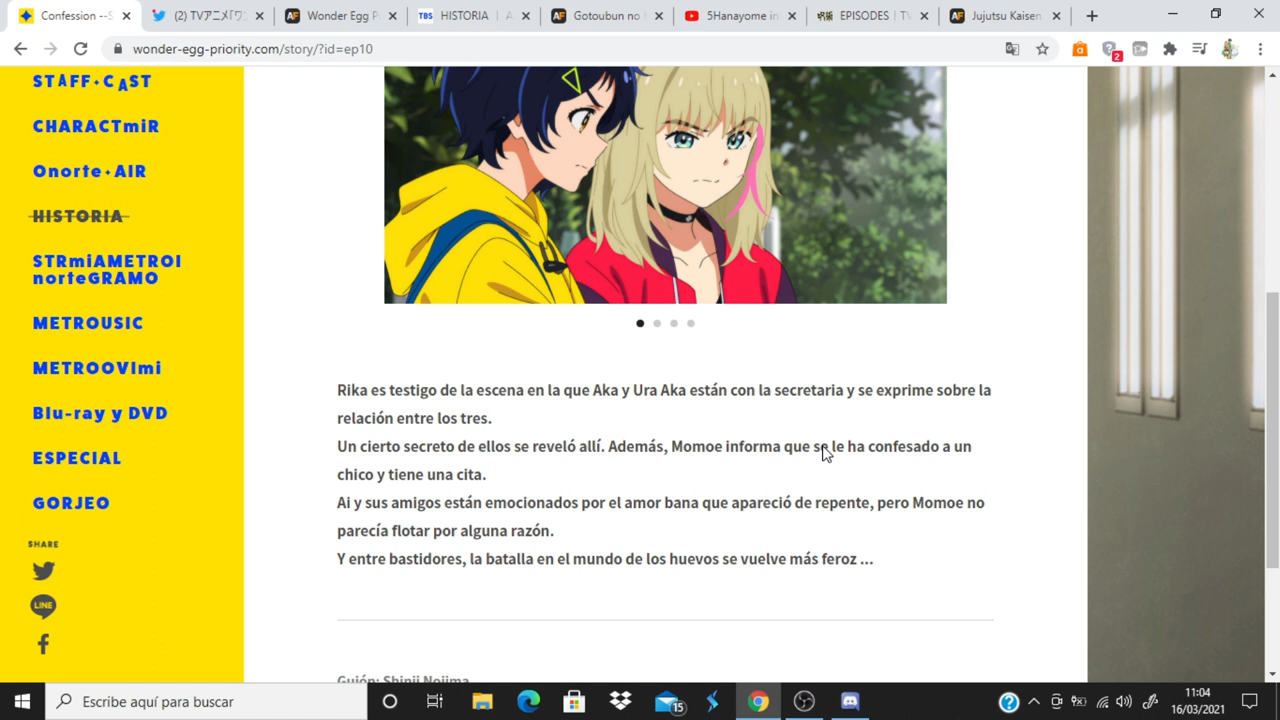 Confession --S
(2) TVアニメ「ワン
Wonder Egg P
TBS HISTORIA | A
Gotoubun no
5Hanayome in
EPISODES | TV
Jujutsu Kaisen
wonder-egg-priority.com/story/?id=ep10
2
STAFF・CAST
CHARACTmiR
Onorte・AIR
HISTORIA
STRmiAMETROI
norteGRAMO
METROUSIC
METROOVImi
Blu-ray y DVD
ESPECIAL
GORJEO
SHARE
LINE
Rika es testigo de la escena en la que Aka y Ura Aka están con la secretaria y se exprime sobre la
relación entre los tres.
Un cierto secreto de ellos se reveló allí. Además, Momoe informa que se le ha confesado a un
chico y tiene una cita.
Ai y sus amigos están emocionados por el amor bana que apareció de repente, pero Momoe no
parecía flotar por alguna razón.
Y entre bastidores, la batalla en el mundo de los huevos se vuelve más feroz ...
Guión: Shinji Nojima
Escribe aquí para buscar
15
11:04
16/03/2021